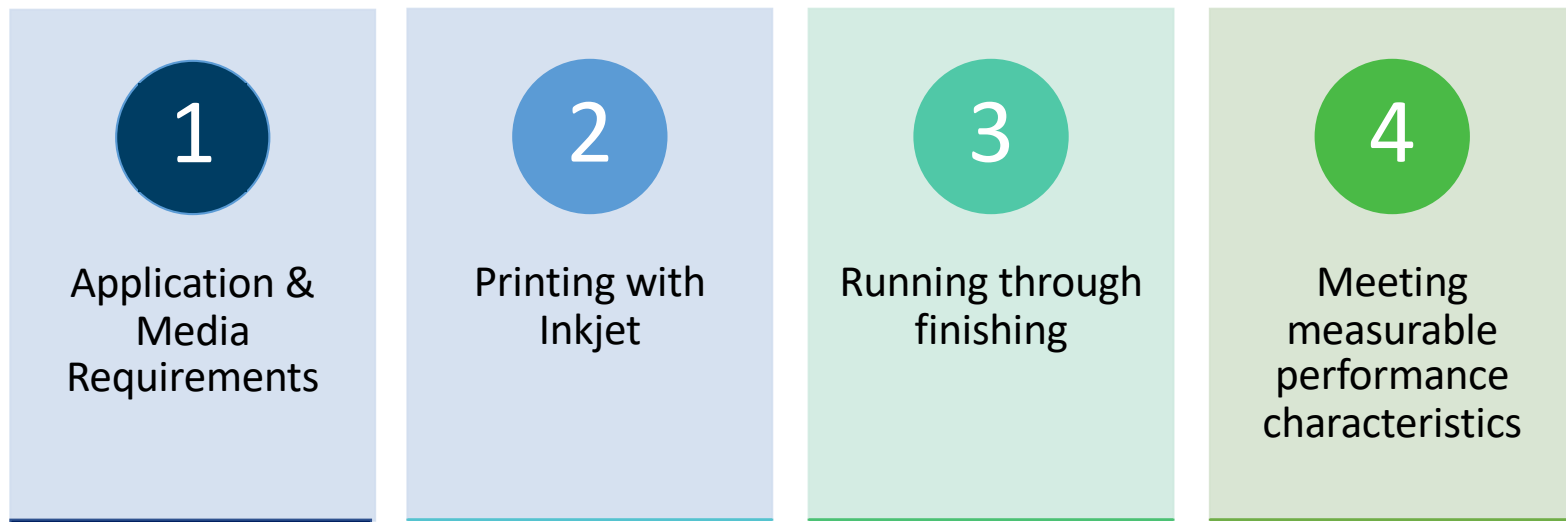 1
Application &
Media
Requirements
2
Printing with
Inkjet
3
Running through
finishing
4
Meeting
measurable
performance
characteristics